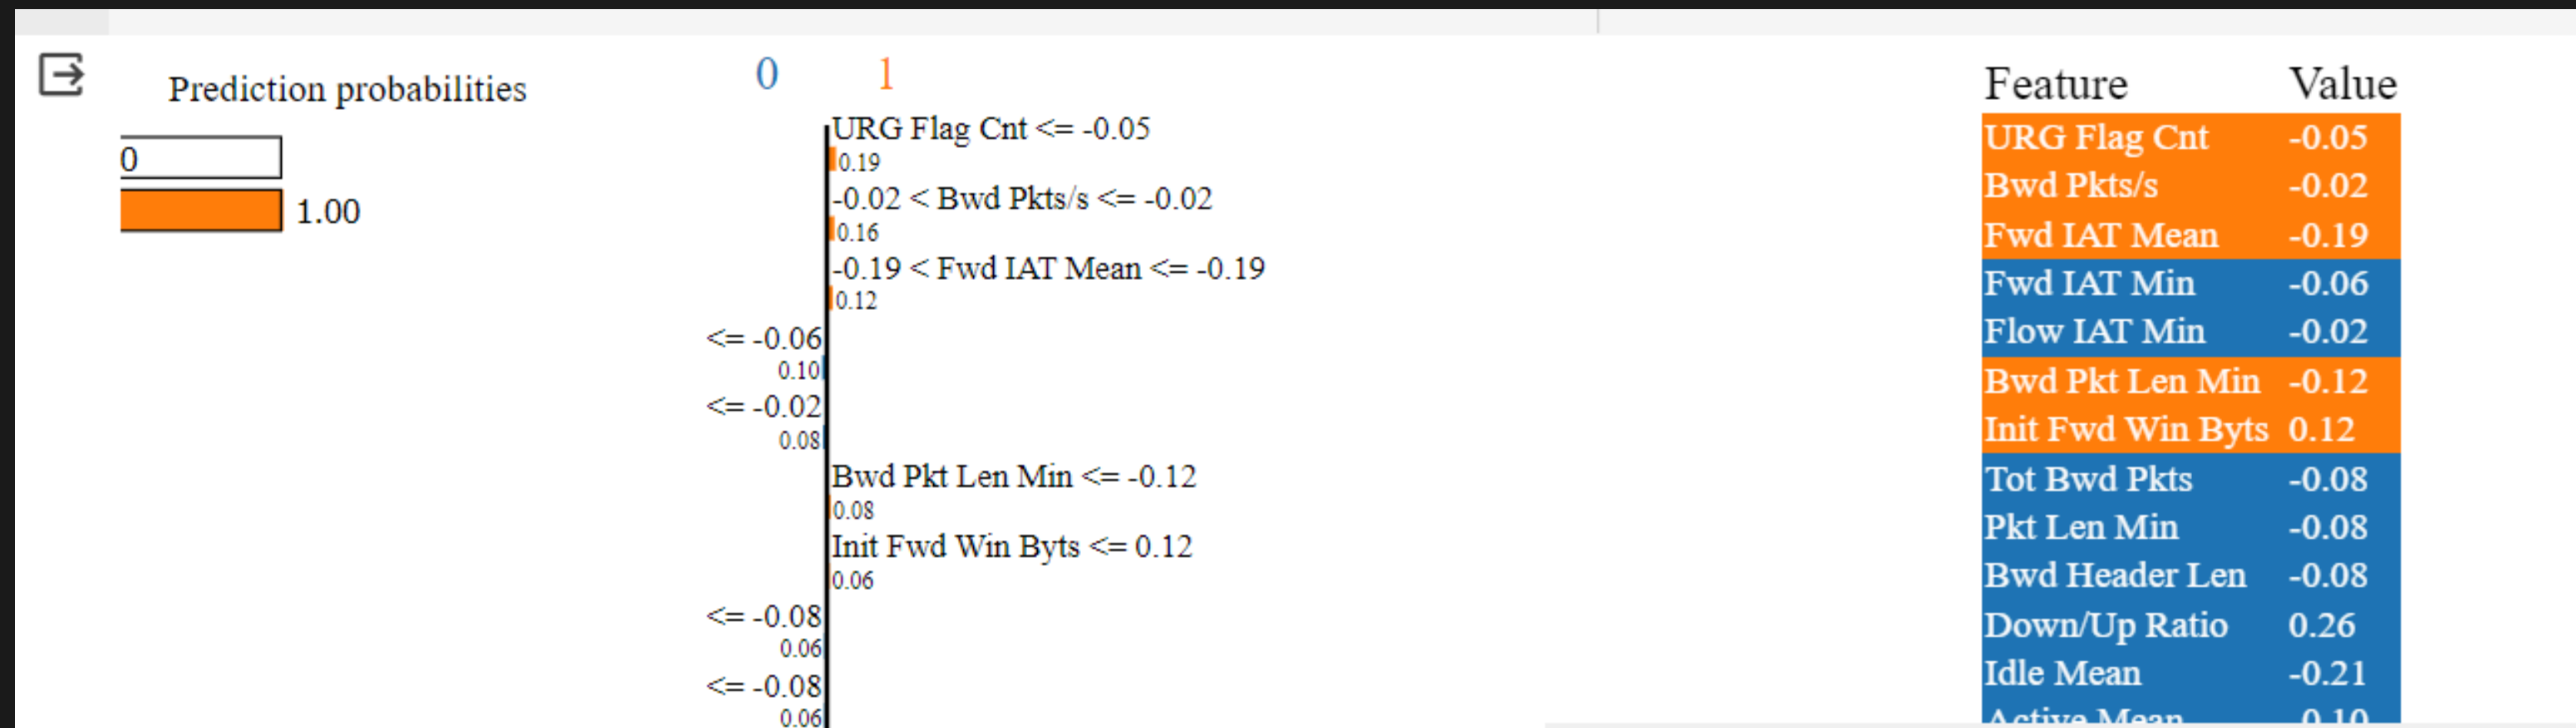 Prediction probabilities
0
1.00
0 1
URG Flag Cnt <= -0.05
0.19
-0.02 < Bwd Pkts/s <= -0.02
0.16
-0.19 < Fwd IAT Mean <= -0.19
0.12
<= -0.06
0.10
<= -0.02
0.08
Bwd Pkt Len Min <= -0.12
0.08
Init Fwd Win Byts <= 0.12
0.06
<= -0.08
0.06
<= -0.08
0.06
Feature Value
URG Flag Cnt -0.05
Bwd Pkts/s -0.02
Fwd IAT Mean -0.19
Fwd IAT Min -0.06
Flow IAT Min -0.02
Bwd Pkt Len Min -0.12
Init Fwd Win Byts 0.12
Tot Bwd Pkts -0.08
Pkt Len Min -0.08
Bwd Header Len -0.08
Down/Up Ratio 0.26
Idle Mean -0.21
Active Mean -0.10